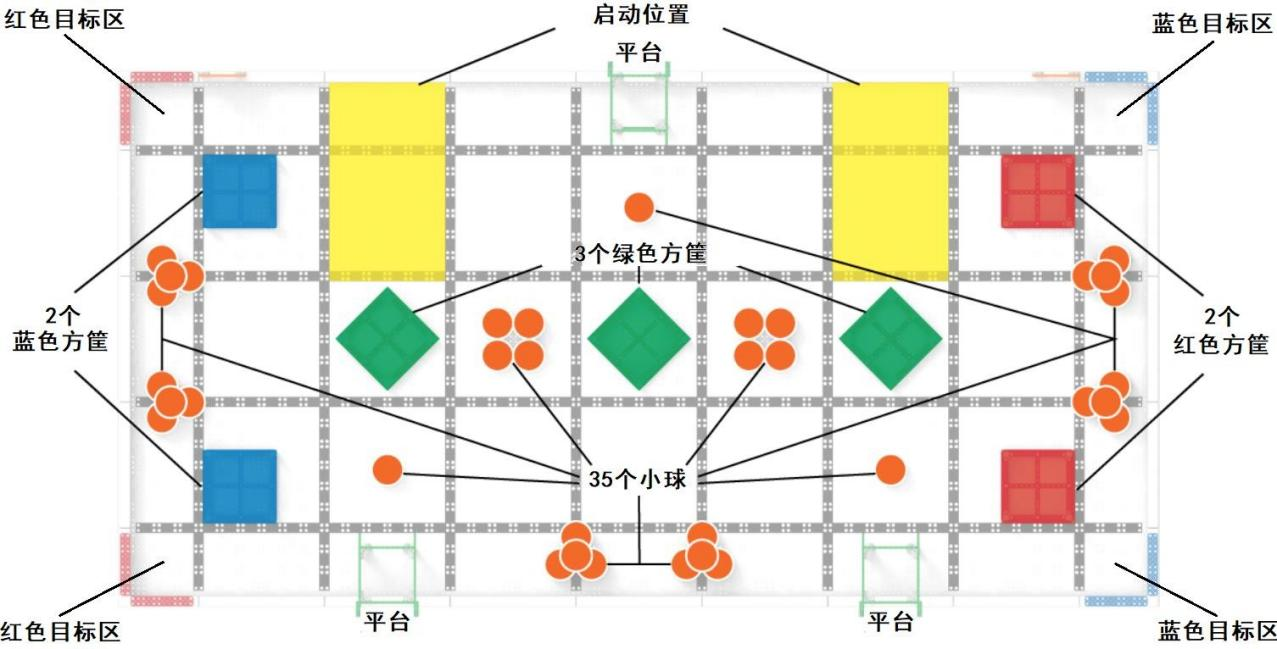 启动位置
红色目标区
蓝色目标区
平台
3个绿色方筐
2个
蓝色方筐
2个
红色方筐
35个小球
平台
平台
红色目标区
蓝色目标区